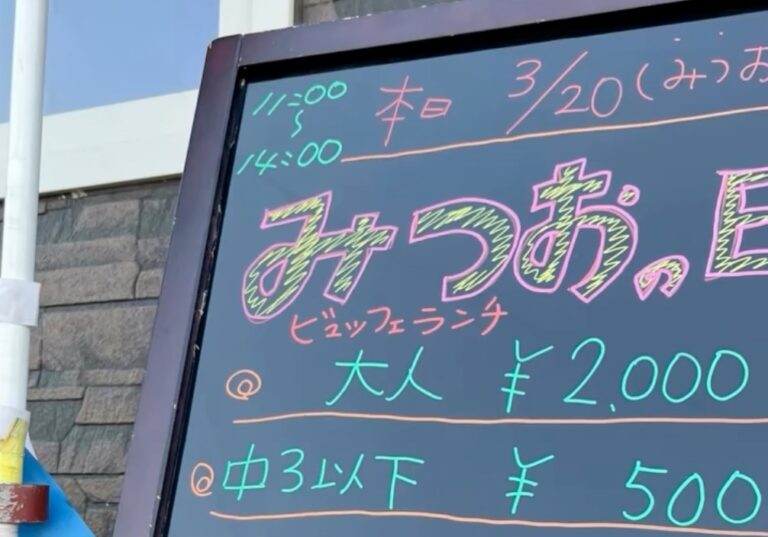 11:00
〜
14:00
本日 3/20(みつお
みつおの日
ビュッフェランチ
@ 大人 ¥2,000
@ 中3以下 ¥ 500